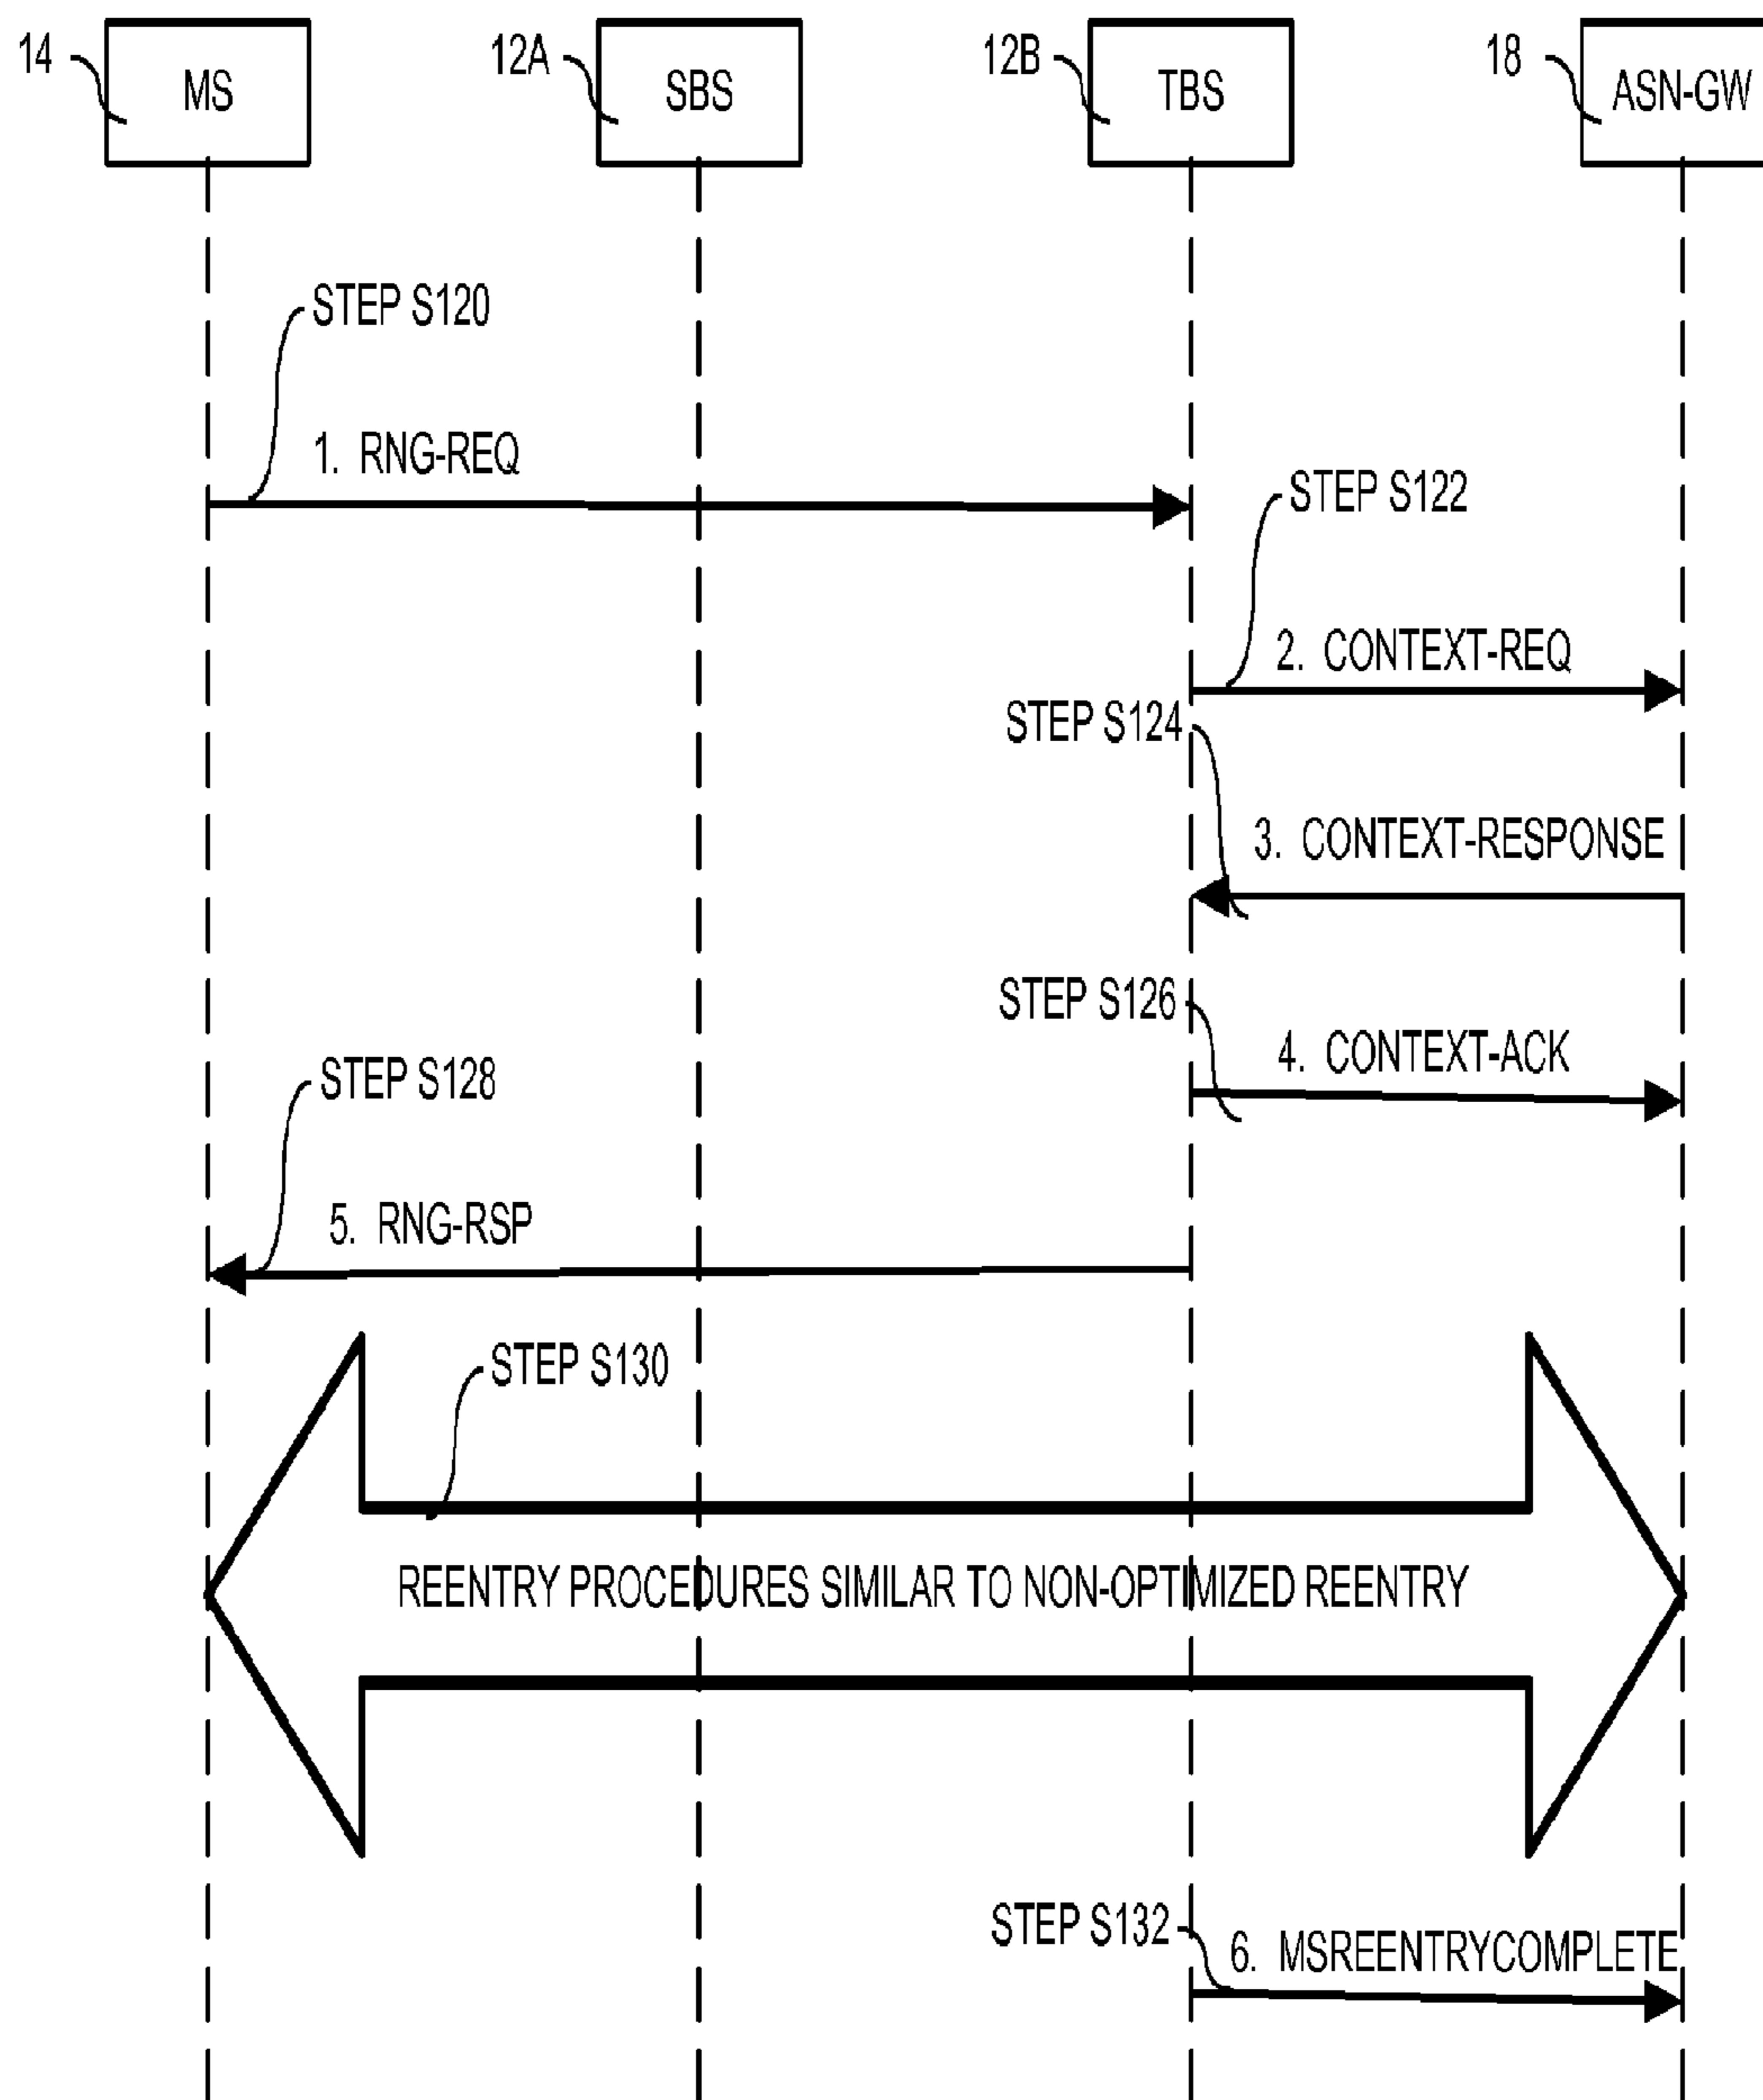 14
MS
12A
SBS
12B
TBS
18
ASN-GW
STEP S120
1. RNG-REQ
STEP S122
2. CONTEXT-REQ
STEP S124
3. CONTEXT-RESPONSE
STEP S126
4. CONTEXT-ACK
STEP S128
5. RNG-RSP
STEP S130
REENTRY PROCEDURES SIMILAR TO NON-OPTIMIZED REENTRY
STEP S132
6. MSREENTRYCOMPLETE